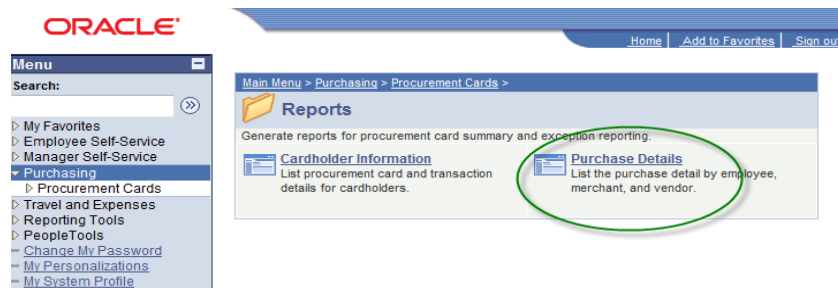 ORACLE
Home | Add to Favorites | Sign out
Menu
Search:
My Favorites
Employee Self-Service
Manager Self-Service
Purchasing
Procurement Cards
Travel and Expenses
Reporting Tools
PeopleTools
Change My Password
My Personalizations
My System Profile
Main Menu > Purchasing > Procurement Cards >
Reports
Generate reports for procurement card summary and exception reporting.
Cardholder Information
List procurement card and transaction
details for cardholders.
Purchase Details
List the purchase detail by employee,
merchant, and vendor.